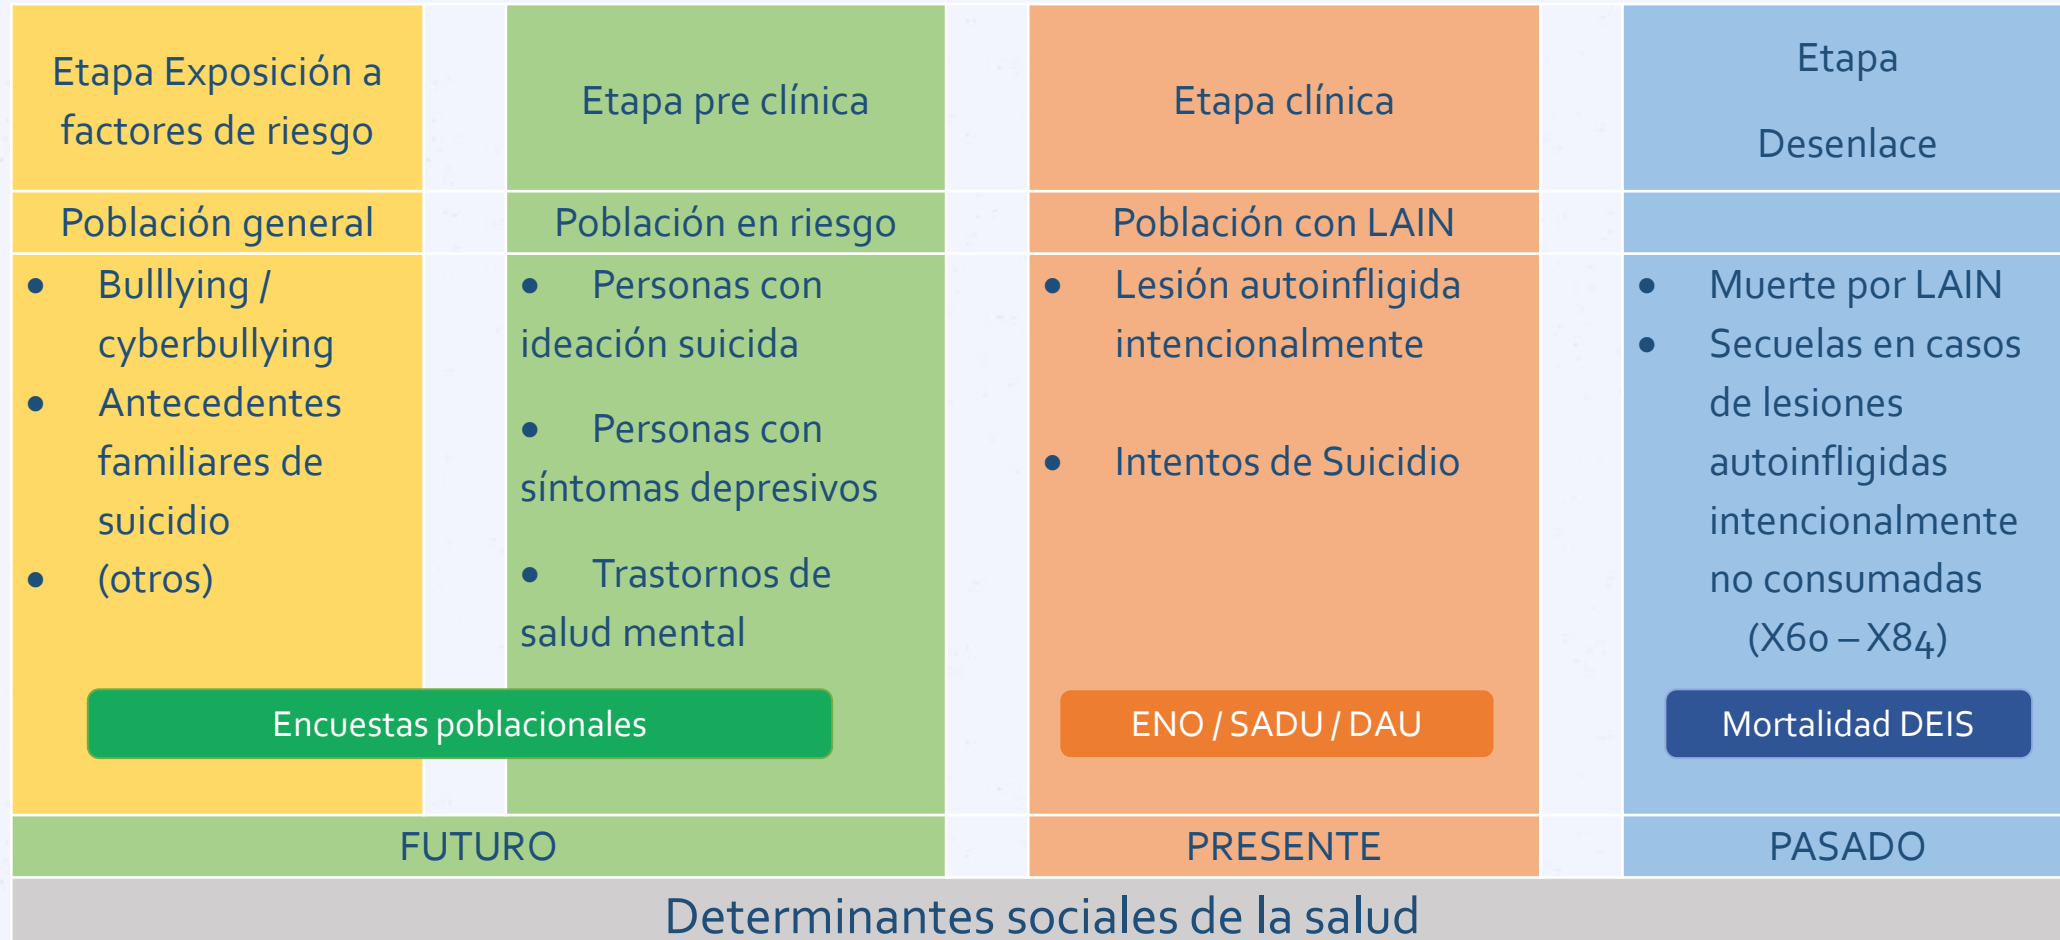 Etapa Exposición a
factores de riesgo
Etapa pre clínica
Etapa clínica
Etapa
Desenlace
Población general
Población en riesgo
Población con LAIN
• Bulllying /
cyberbullying
• Antecedentes
familiares de
suicidio
• (otros)
• Personas con
ideación suicida
• Personas con
síntomas depresivos
• Trastornos de
salud mental
• Lesión autoinfligida
intencionalmente
• Intentos de Suicidio
• Muerte por LAIN
• Secuelas en casos
de lesiones
autoinfligidas
intencionalmente
no consumadas
(X60 – X84)
Encuestas poblacionales
ENO / SADU / DAU
Mortalidad DEIS
FUTURO
PRESENTE
PASADO
Determinantes sociales de la salud